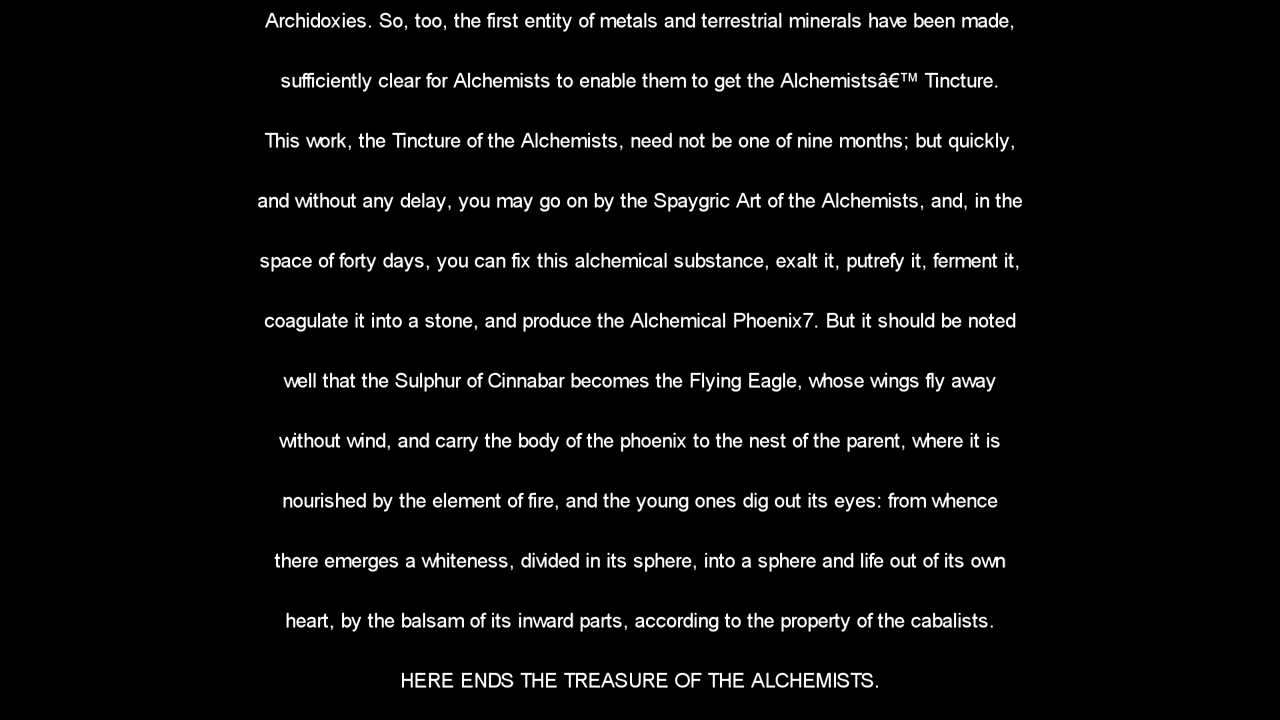 Archidoxies. So, too, the first entity of metals and terrestrial minerals have been made,
sufficiently clear for Alchemists to enable them to get the Alchemistsâ€™ Tincture.
This work, the Tincture of the Alchemists, need not be one of nine months; but quickly,
and without any delay, you may go on by the Spaygric Art of the Alchemists, and, in the
space of forty days, you can fix this alchemical substance, exalt it, putrefy it, ferment it,
coagulate it into a stone, and produce the Alchemical Phoenix7. But it should be noted
well that the Sulphur of Cinnabar becomes the Flying Eagle, whose wings fly away
without wind, and carry the body of the phoenix to the nest of the parent, where it is
nourished by the element of fire, and the young ones dig out its eyes: from whence
there emerges a whiteness, divided in its sphere, into a sphere and life out of its own
heart, by the balsam of its inward parts, according to the property of the cabalists.
HERE ENDS THE TREASURE OF THE ALCHEMISTS.